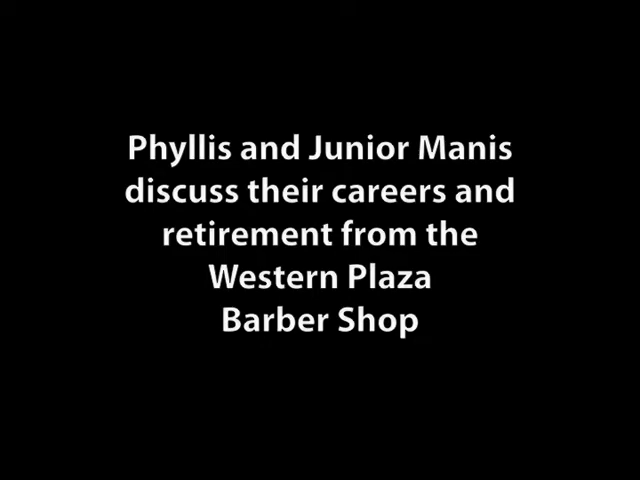 Phyllis and Junior Manis
discuss their careers and
retirement from the
Western Plaza
Barber Shop